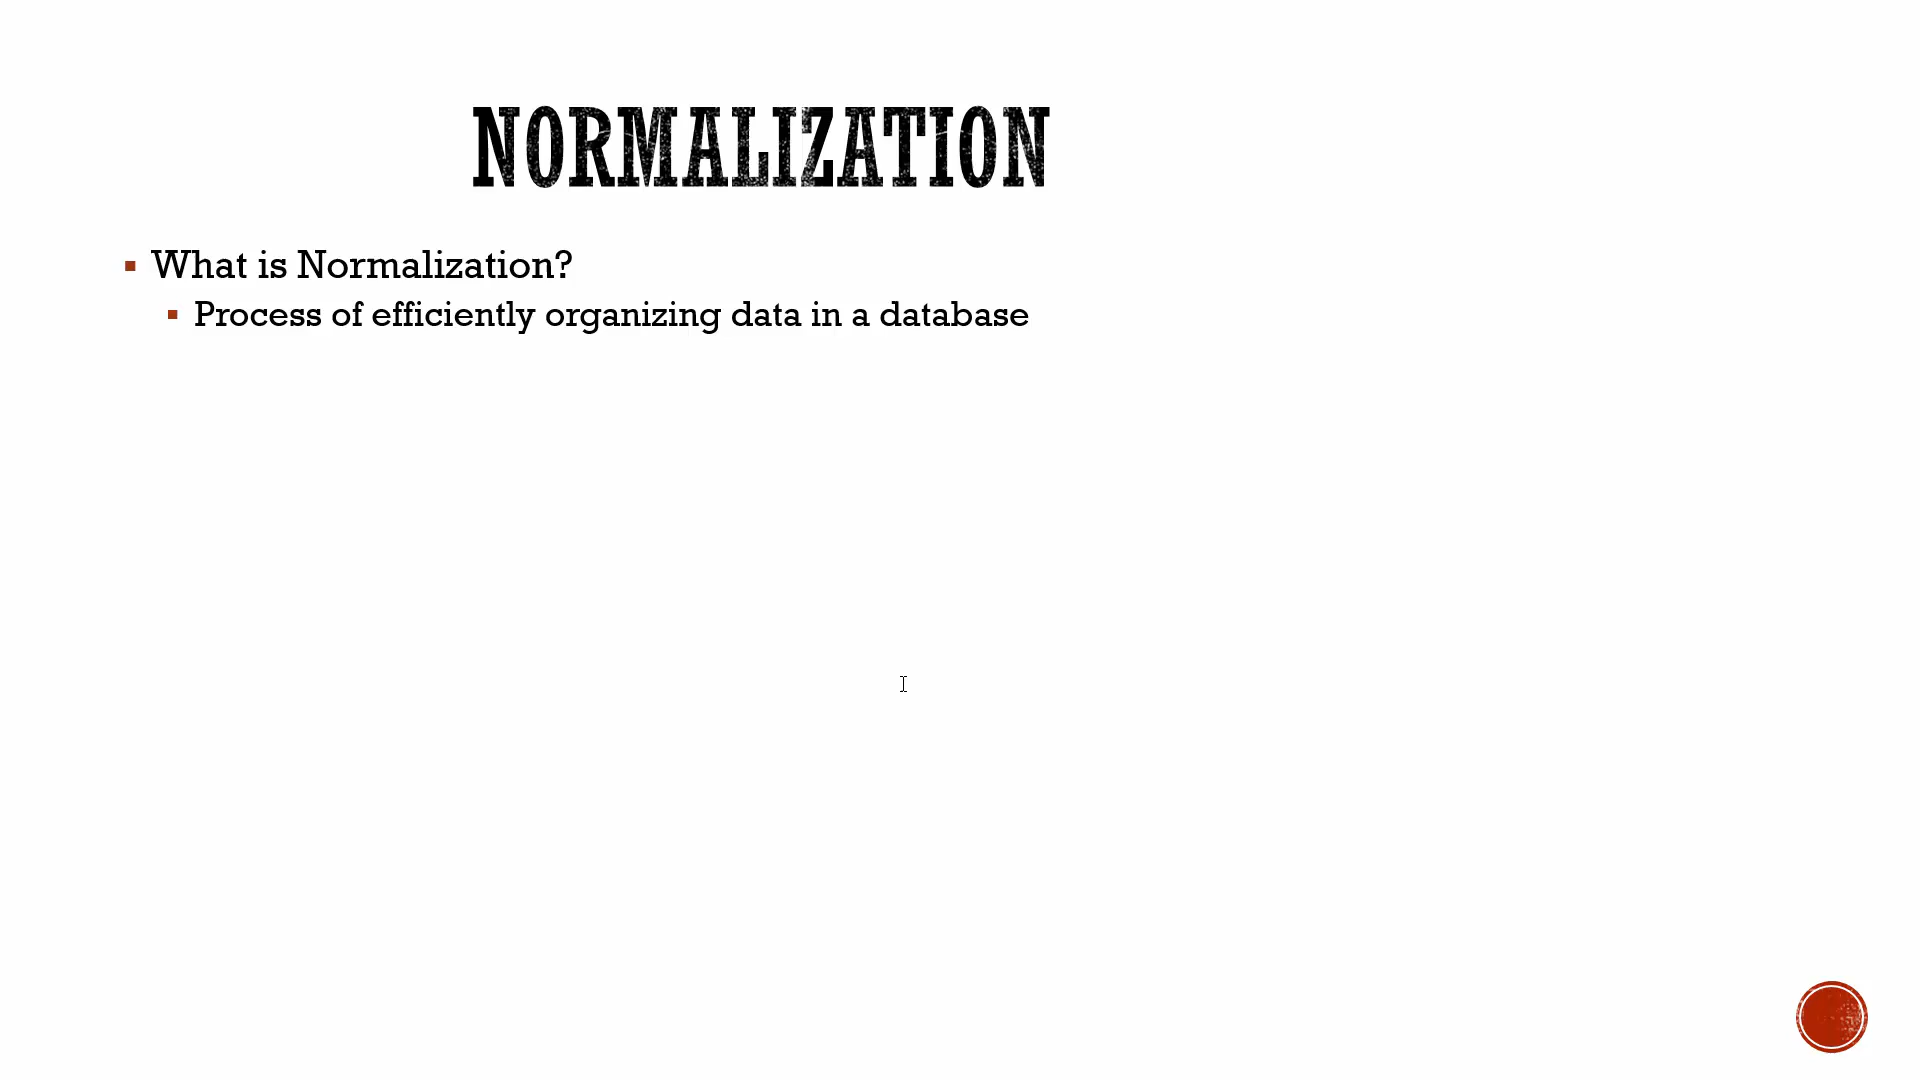 NORMALIZATION
What is Normalization?
Process of efficiently organizing data in a database